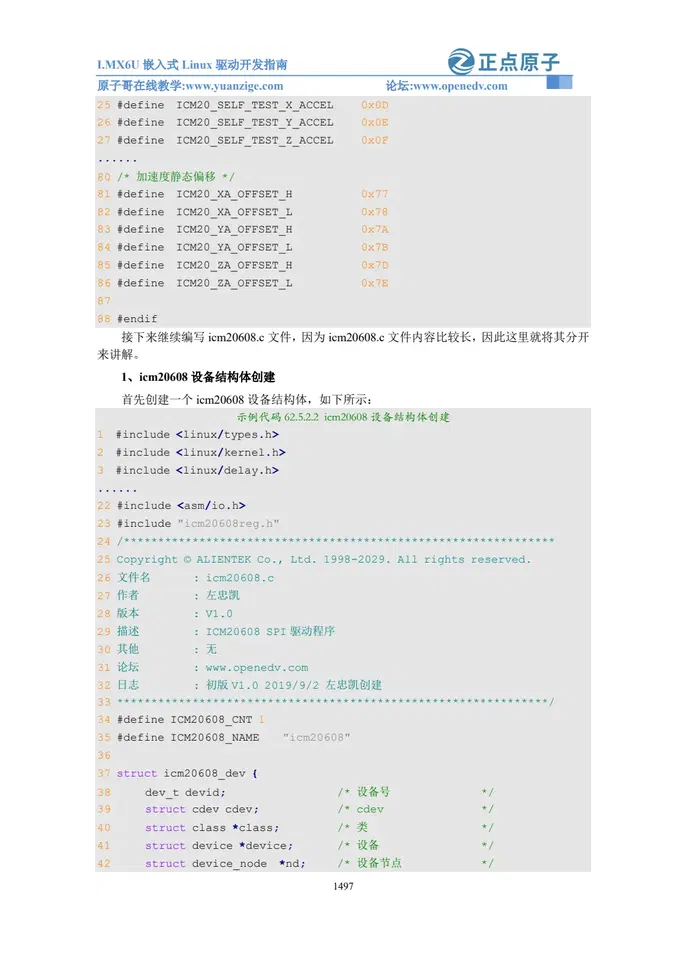 I.MX6U 嵌入式 Linux 驱动开发指南
正点原子
原子哥在线教学:www.yuanzige.com 论坛:www.openedv.com
25 #define ICM20_SELF_TEST_X_ACCEL 0x0D
26 #define ICM20_SELF_TEST_Y_ACCEL 0x0E
27 #define ICM20_SELF_TEST_Z_ACCEL 0x0F
......
80 /* 加速度静态偏移 */
81 #define ICM20_XA_OFFSET_H 0x77
82 #define ICM20_XA_OFFSET_L 0x78
83 #define ICM20_YA_OFFSET_H 0x7A
84 #define ICM20_YA_OFFSET_L 0x7B
85 #define ICM20_ZA_OFFSET_H 0x7D
86 #define ICM20_ZA_OFFSET_L 0x7E
87
88 #endif
接下来继续编写 icm20608.c 文件，因为 icm20608.c 文件内容比较长，因此这里就将其分开
来讲解。
1、icm20608 设备结构体创建
首先创建一个 icm20608 设备结构体，如下所示：
示例代码 62.5.2.2 icm20608 设备结构体创建
1 #include <linux/types.h>
2 #include <linux/kernel.h>
3 #include <linux/delay.h>
......
22 #include <asm/io.h>
23 #include "icm20608reg.h"
24 /***************************************************************
25 Copyright © ALIENTEK Co., Ltd. 1998-2029. All rights reserved.
26 文件名 : icm20608.c
27 作者 : 左忠凯
28 版本 : V1.0
29 描述 : ICM20608 SPI 驱动程序
30 其他 : 无
31 论坛 : www.openedv.com
32 日志 : 初版 V1.0 2019/9/2 左忠凯创建
33 ***************************************************************/
34 #define ICM20608_CNT 1
35 #define ICM20608_NAME "icm20608"
36
37 struct icm20608_dev {
38 dev_t devid; /* 设备号 */
39 struct cdev cdev; /* cdev */
40 struct class *class; /* 类 */
41 struct device *device; /* 设备 */
42 struct device_node *nd; /* 设备节点 */
1497